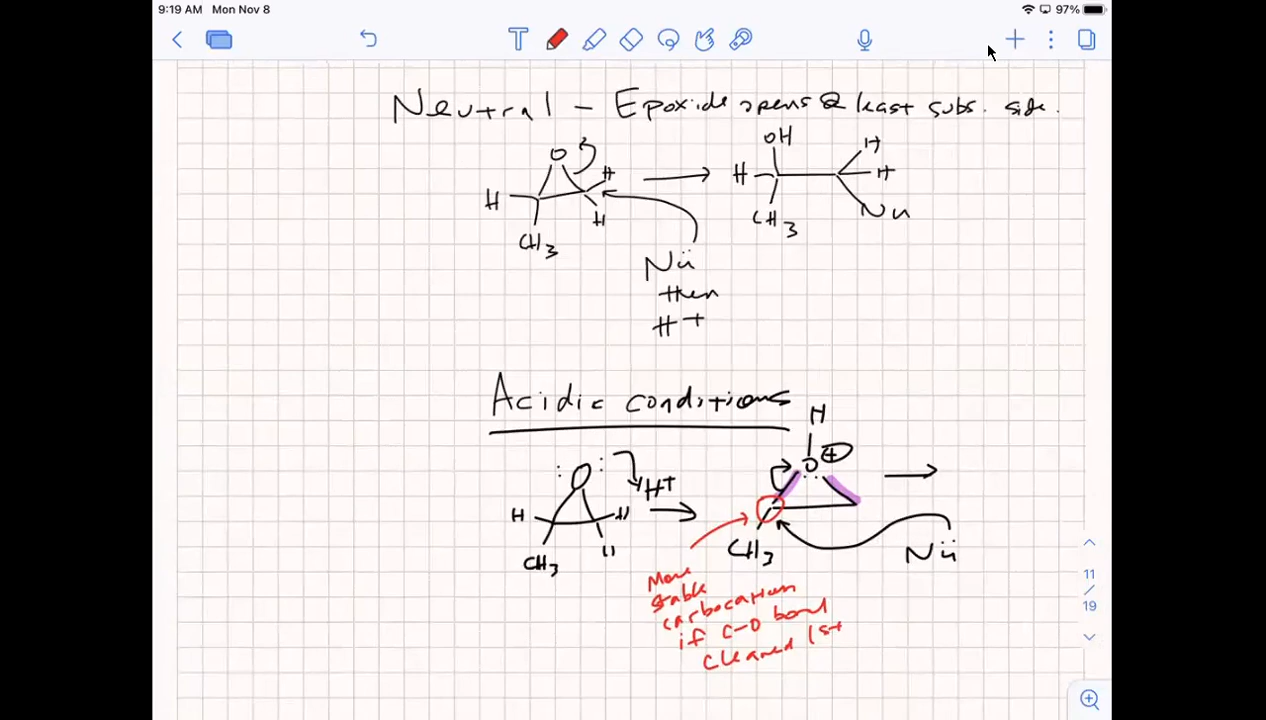 9:19 AM Mon Nov 8
97%
Neutral - Epoxide opens @ least subs. side.
O
H
H
H
CH3
OH
H
H
H
CH3
Nu
Nu
then
H+
Acidic conditions
H
O
+
O
H+
H
H
CH3
H
CH3
Nu
More
stable
carbocation
if C-O bond
cleaved 1st
11
/
19